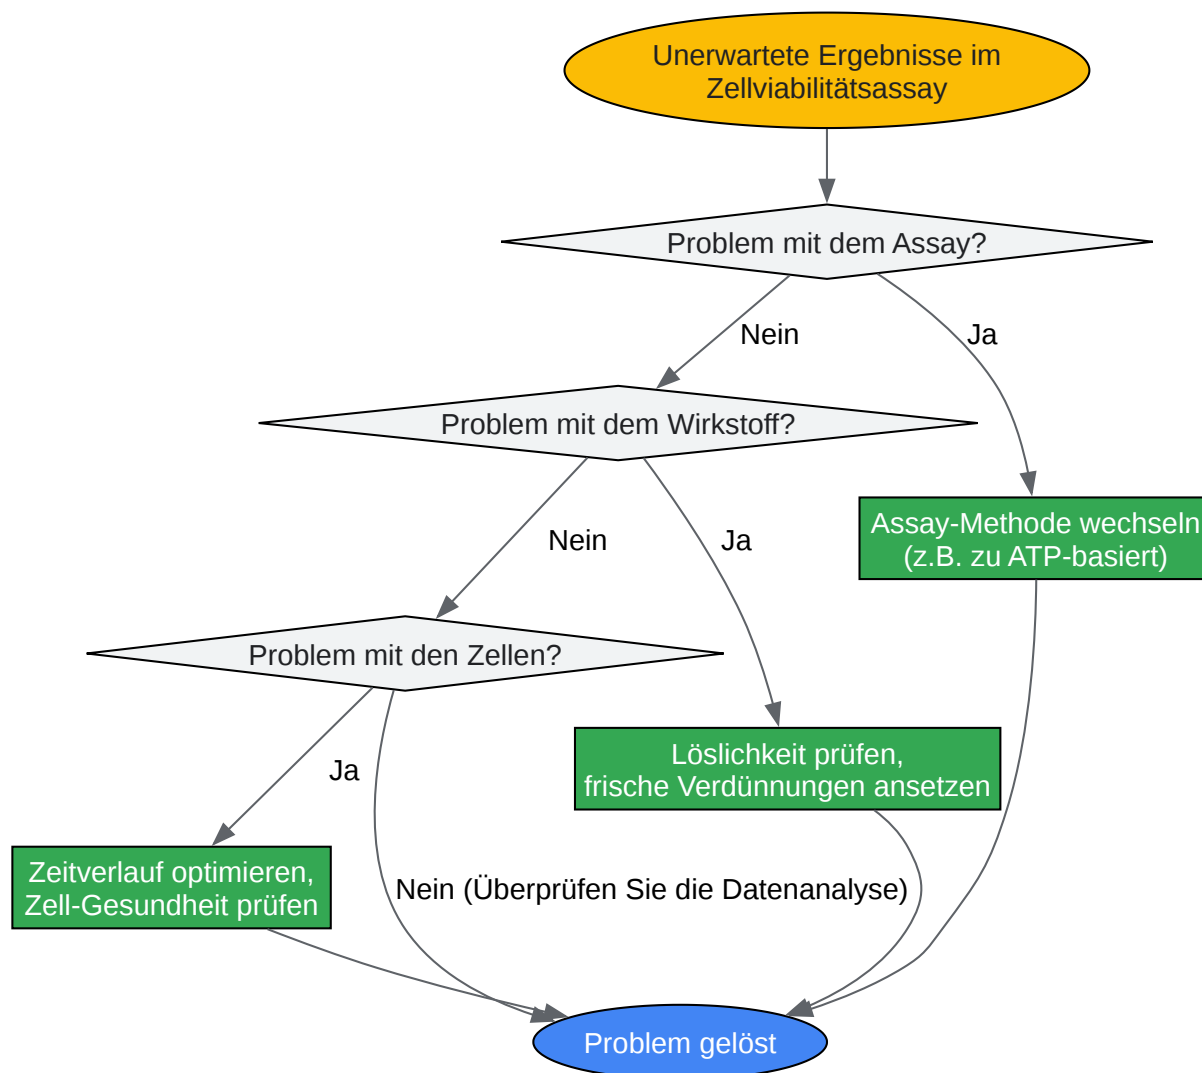 Unerwartete Ergebnisse im
Zellviabilitätsassay
Problem mit dem Assay?
Nein
Ja
Problem mit dem Wirkstoff?
Nein
Ja
Assay-Methode wechseln
(z.B. zu ATP-basiert)
Problem mit den Zellen?
Ja
Löslichkeit prüfen,
frische Verdünnungen ansetzen
Zeitverlauf optimieren,
Zell-Gesundheit prüfen
Nein (Überprüfen Sie die Datenanalyse)
Problem gelöst